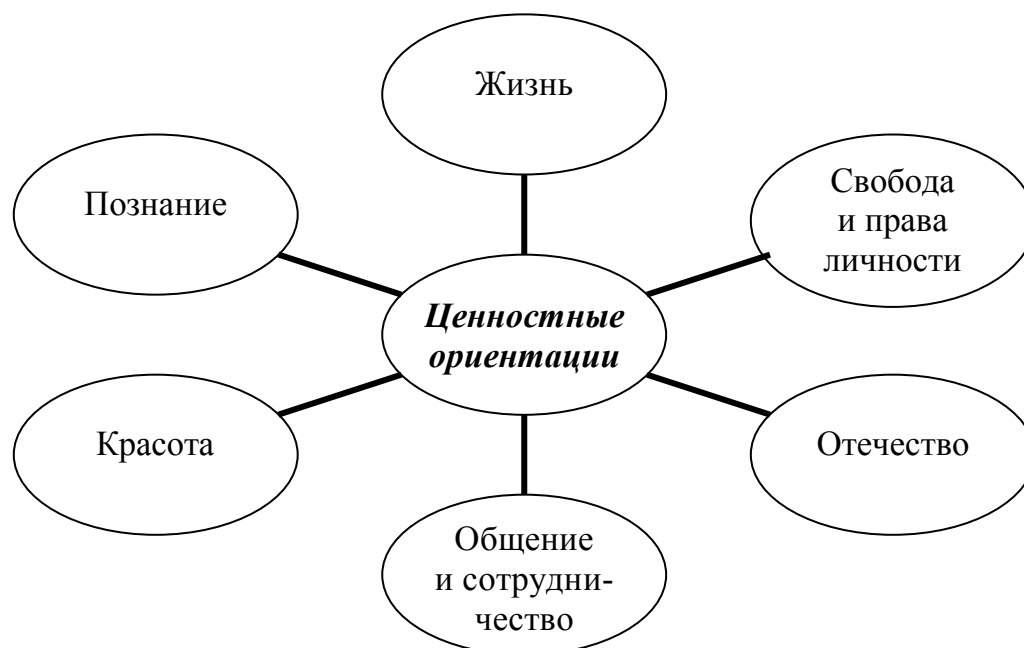 Жизнь
Познание
Свобода
и права
личности
Ценностные
ориентации
Красота
Отечество
Общение
и сотрудни-
чество